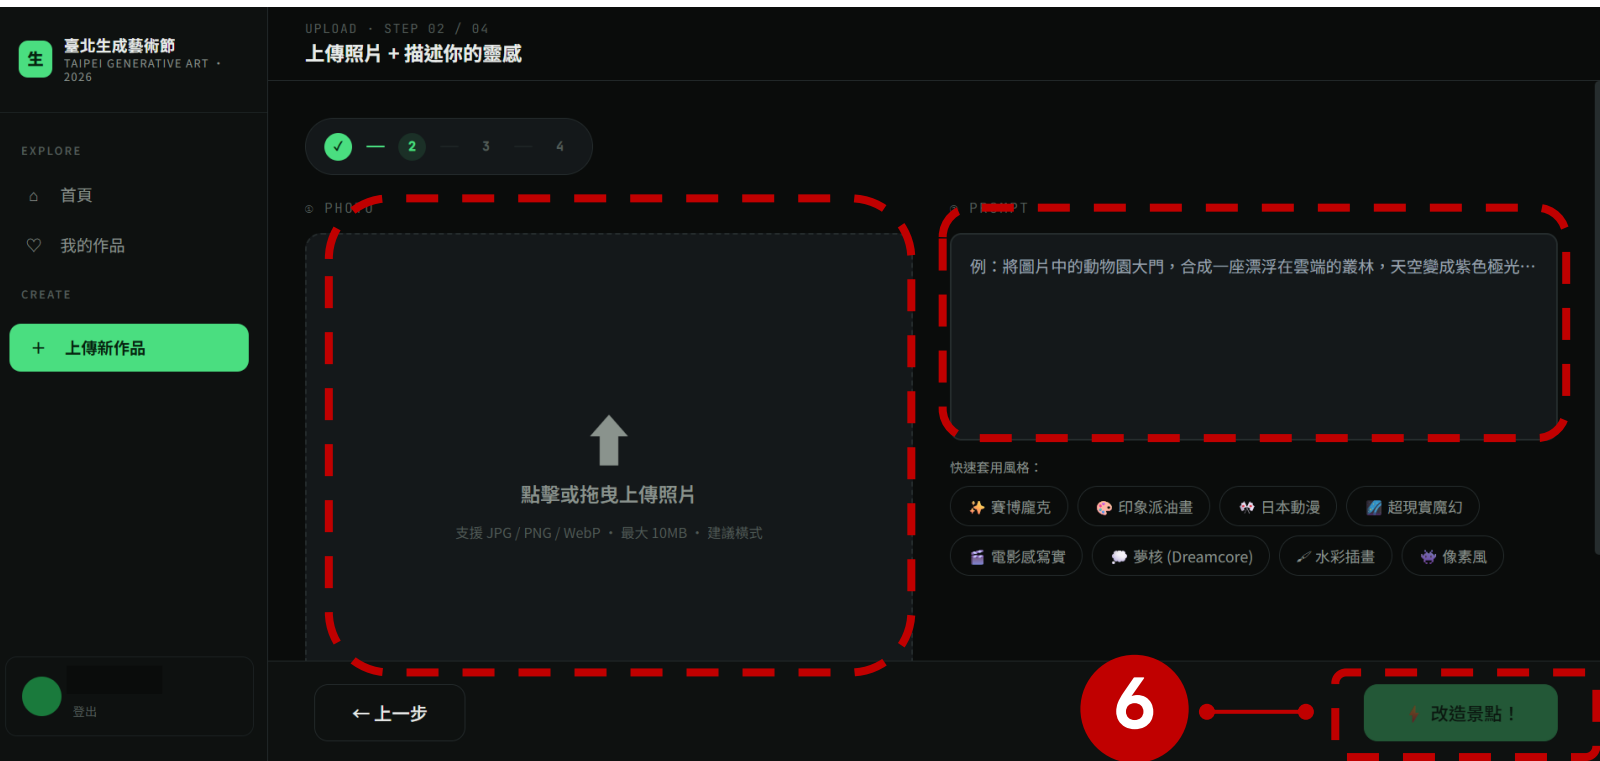 生
臺北生成藝術節
TAIPEI GENERATIVE ART ・
2026
UPLOAD · STEP 02 / 04
上傳照片 + 描述你的靈感
EXPLORE
首頁
我的作品
CREATE
+ 上傳新作品
登出
✓ 2 3 4
① PHOTO
點擊或拖曳上傳照片
支援 JPG / PNG / WebP ・ 最大 10MB ・ 建議橫式
PROMPT
例：將圖片中的動物園大門，合成一座漂浮在雲端的叢林，天空變成紫色極光…
快速套用風格：
賽博龐克
印象派油畫
日本動漫
超現實魔幻
電影感寫實
夢核 (Dreamcore)
水彩插畫
像素風
← 上一步
6
改造景點！